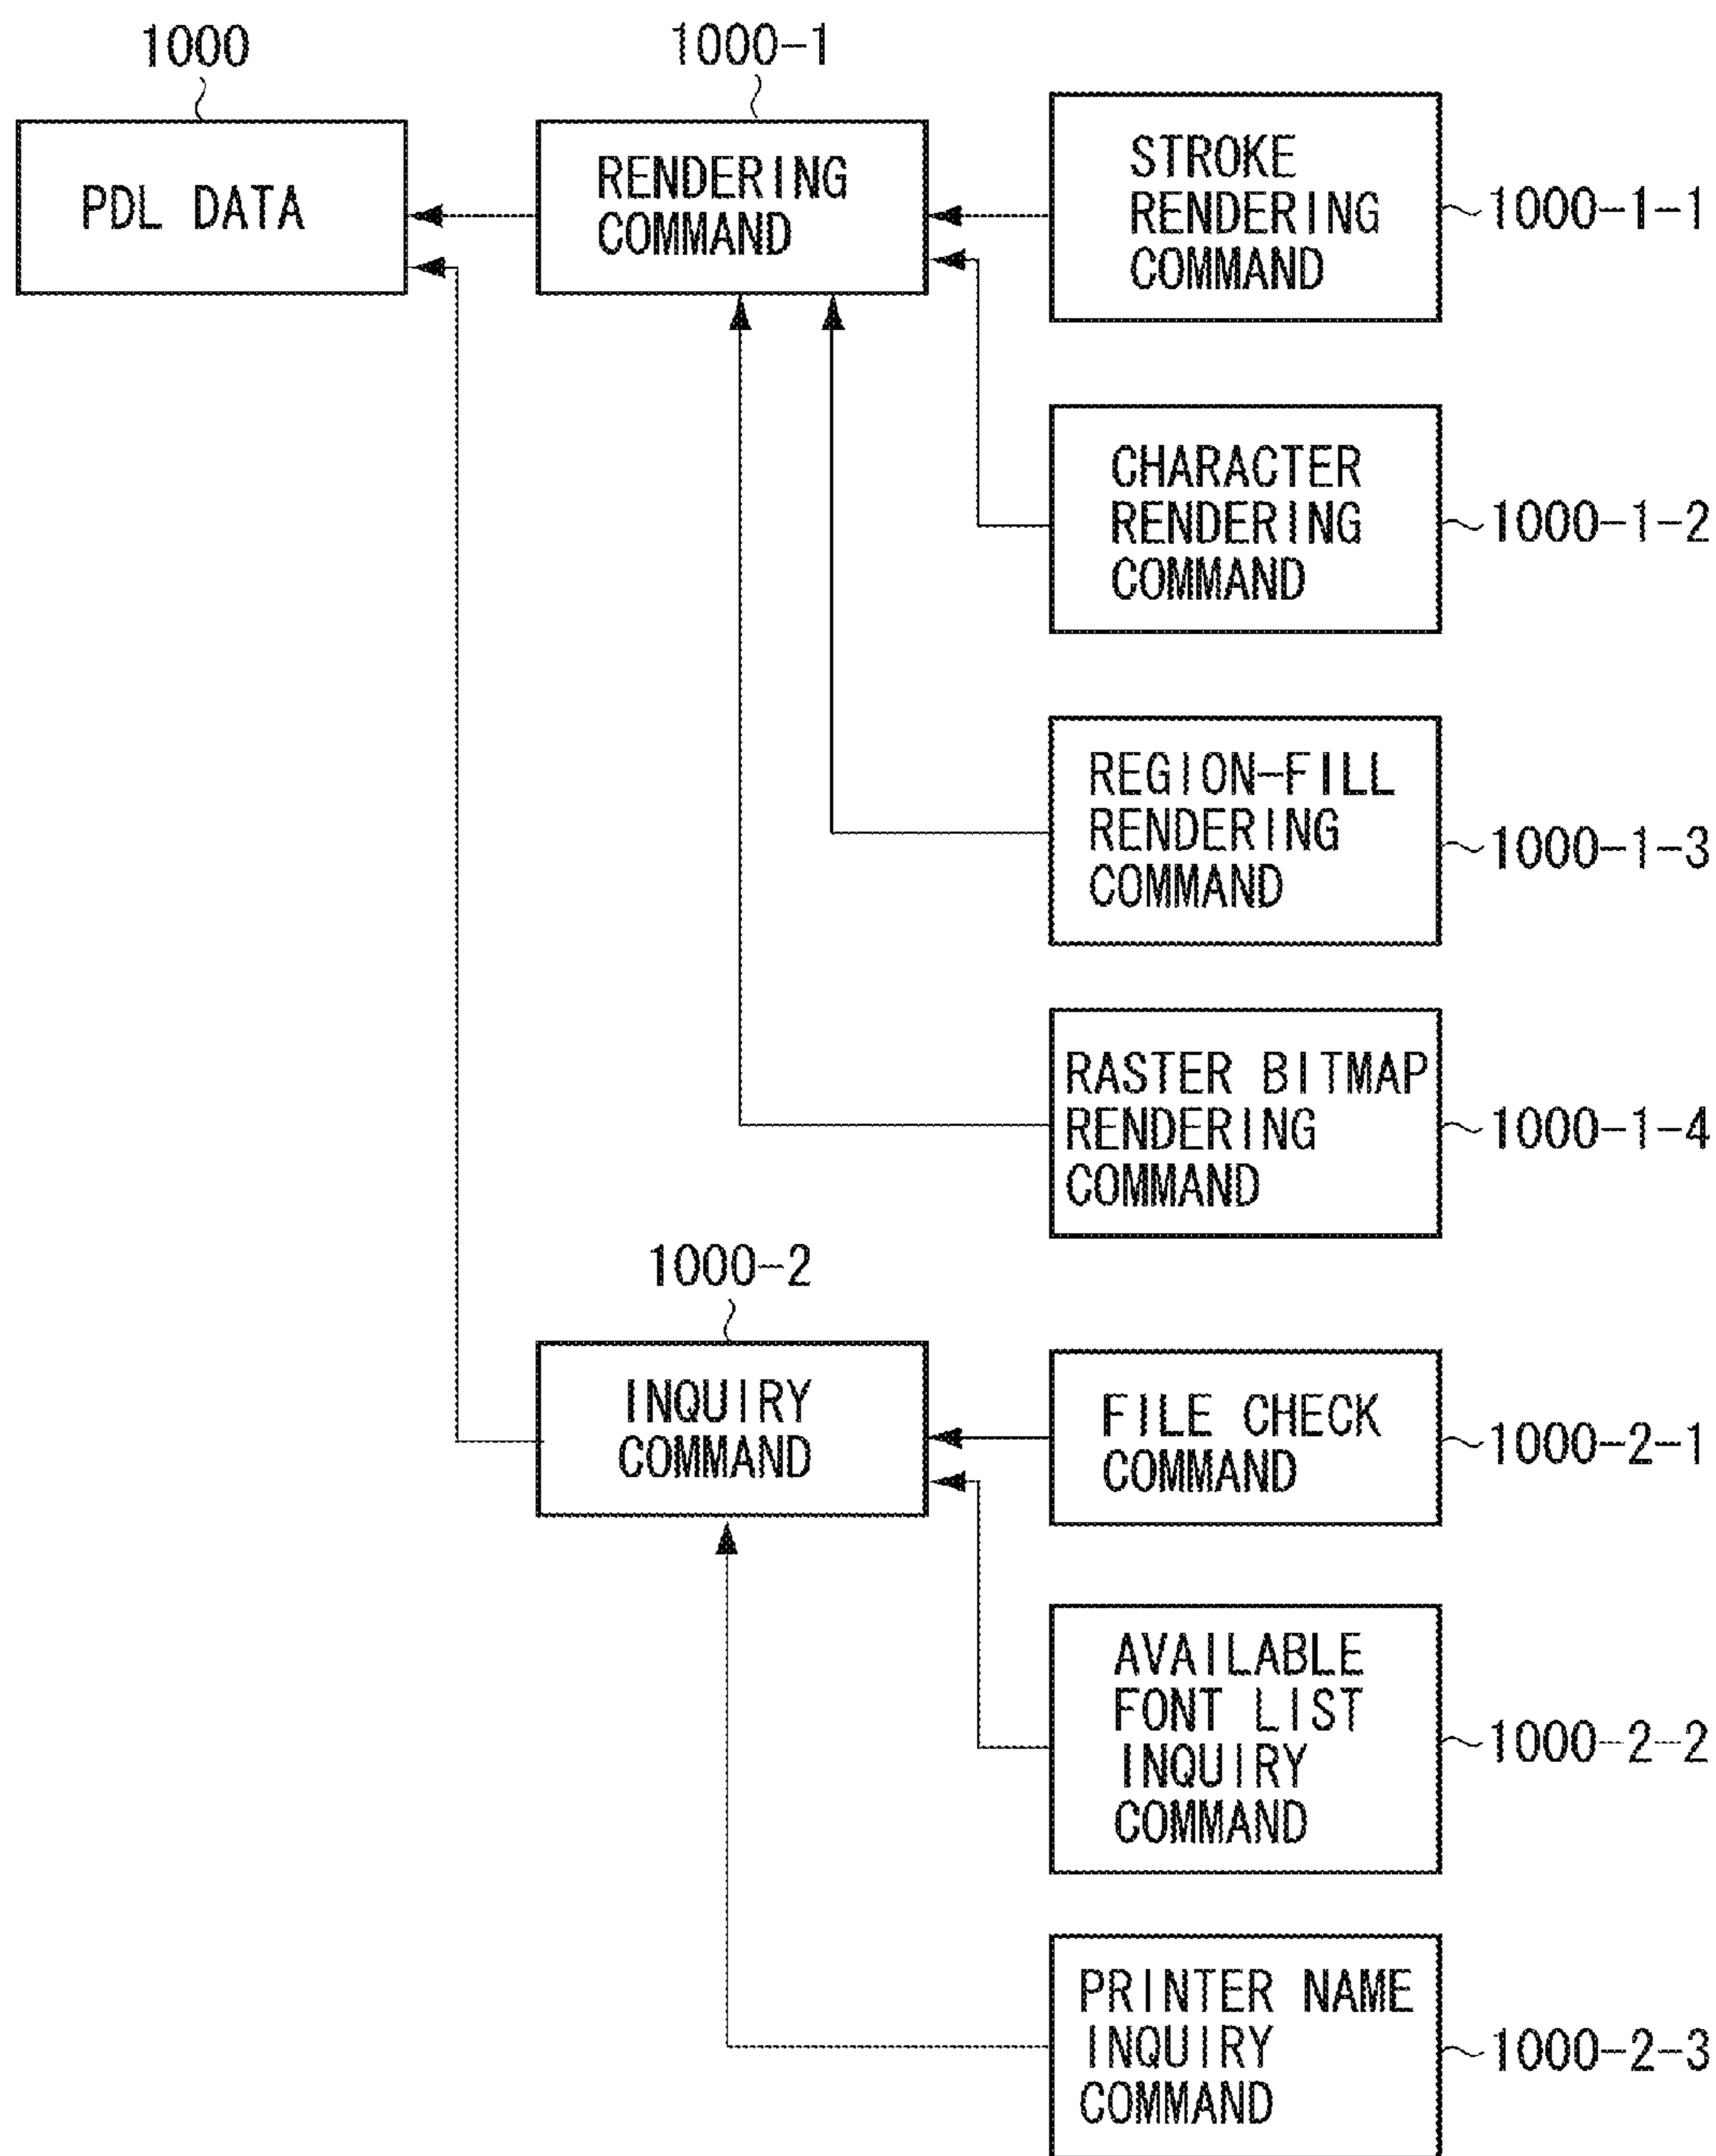 1000
PDL DATA
1000-1
RENDERING
COMMAND
STROKE
RENDERING
COMMAND
1000-1-1
CHARACTER
RENDERING
COMMAND
1000-1-2
REGION-FILL
RENDERING
COMMAND
1000-1-3
RASTER BITMAP
RENDERING
COMMAND
1000-1-4
1000-2
INQUIRY
COMMAND
FILE CHECK
COMMAND
1000-2-1
AVAILABLE
FONT LIST
INQUIRY
COMMAND
1000-2-2
PRINTER NAME
INQUIRY
COMMAND
1000-2-3